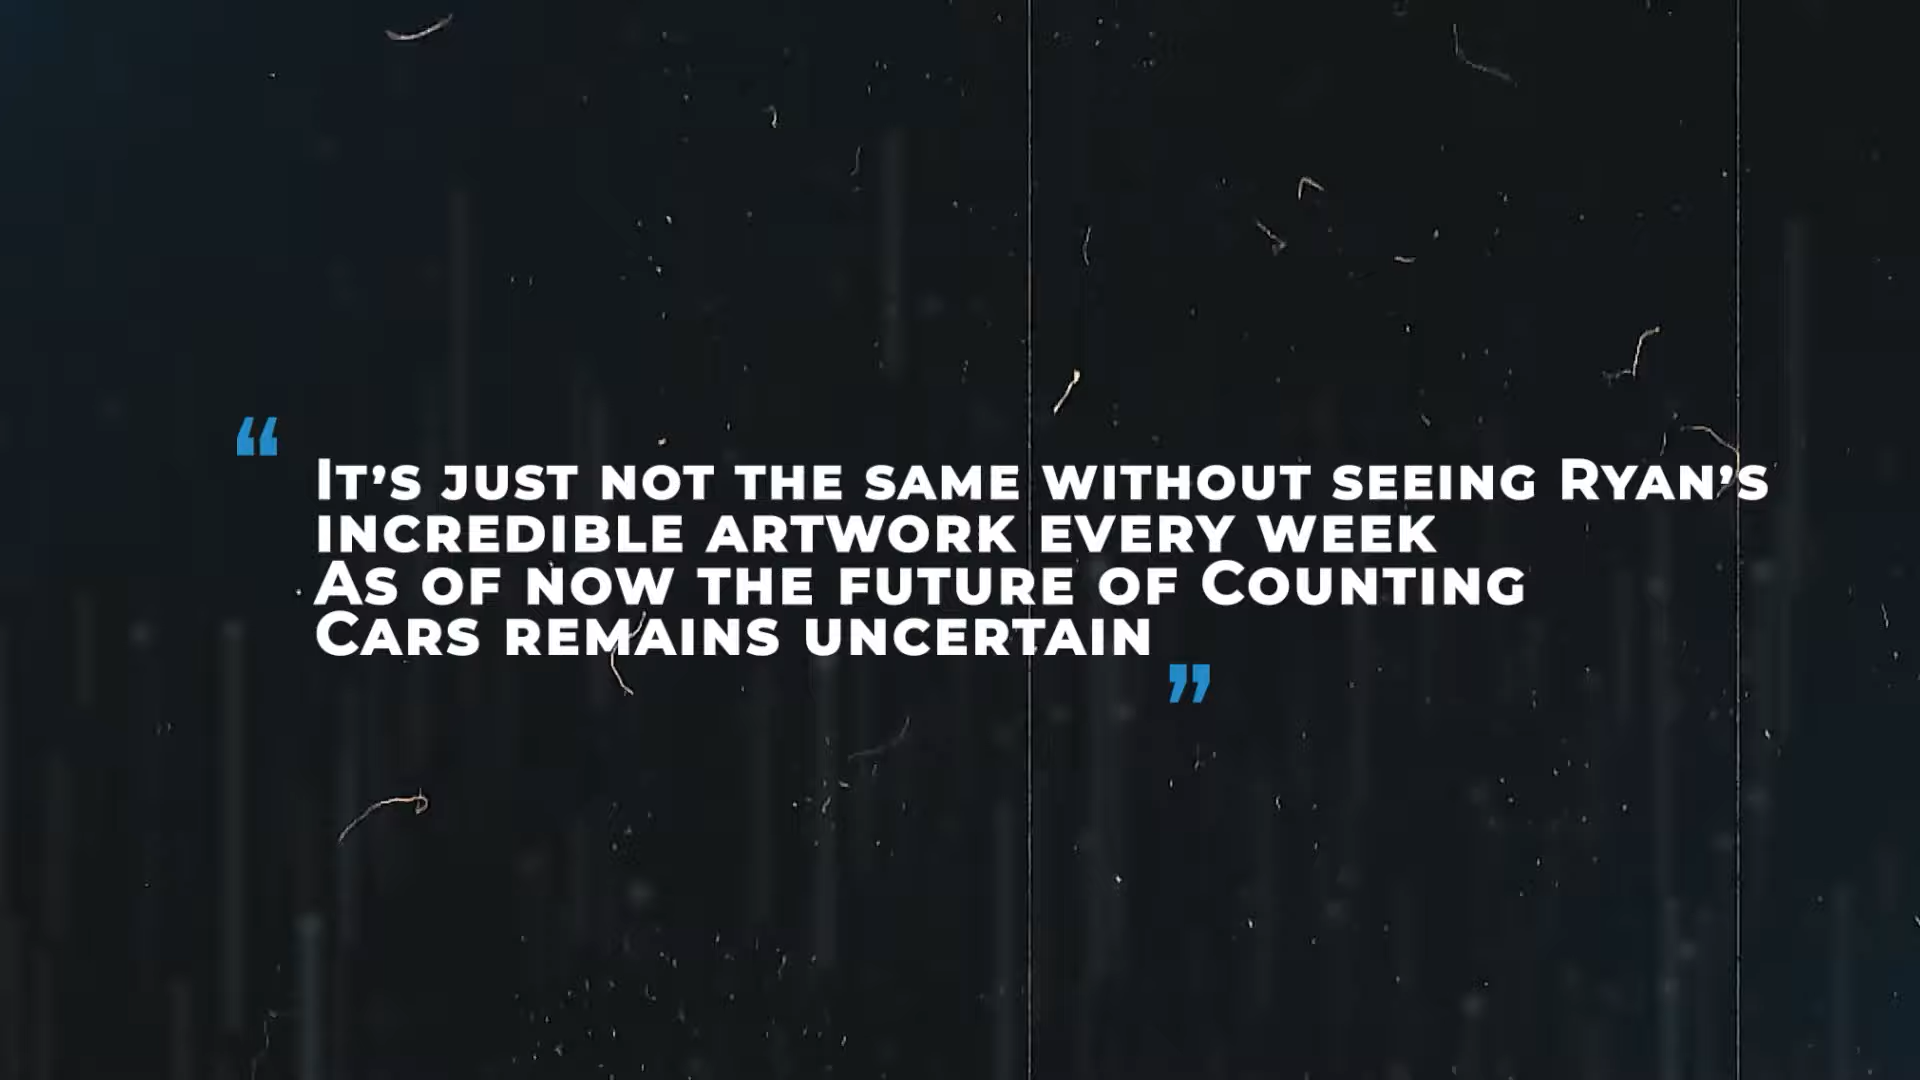 “
It’s just not the same without seeing Ryan’s
incredible artwork every week
As of now the future of Counting
Cars remains uncertain
”